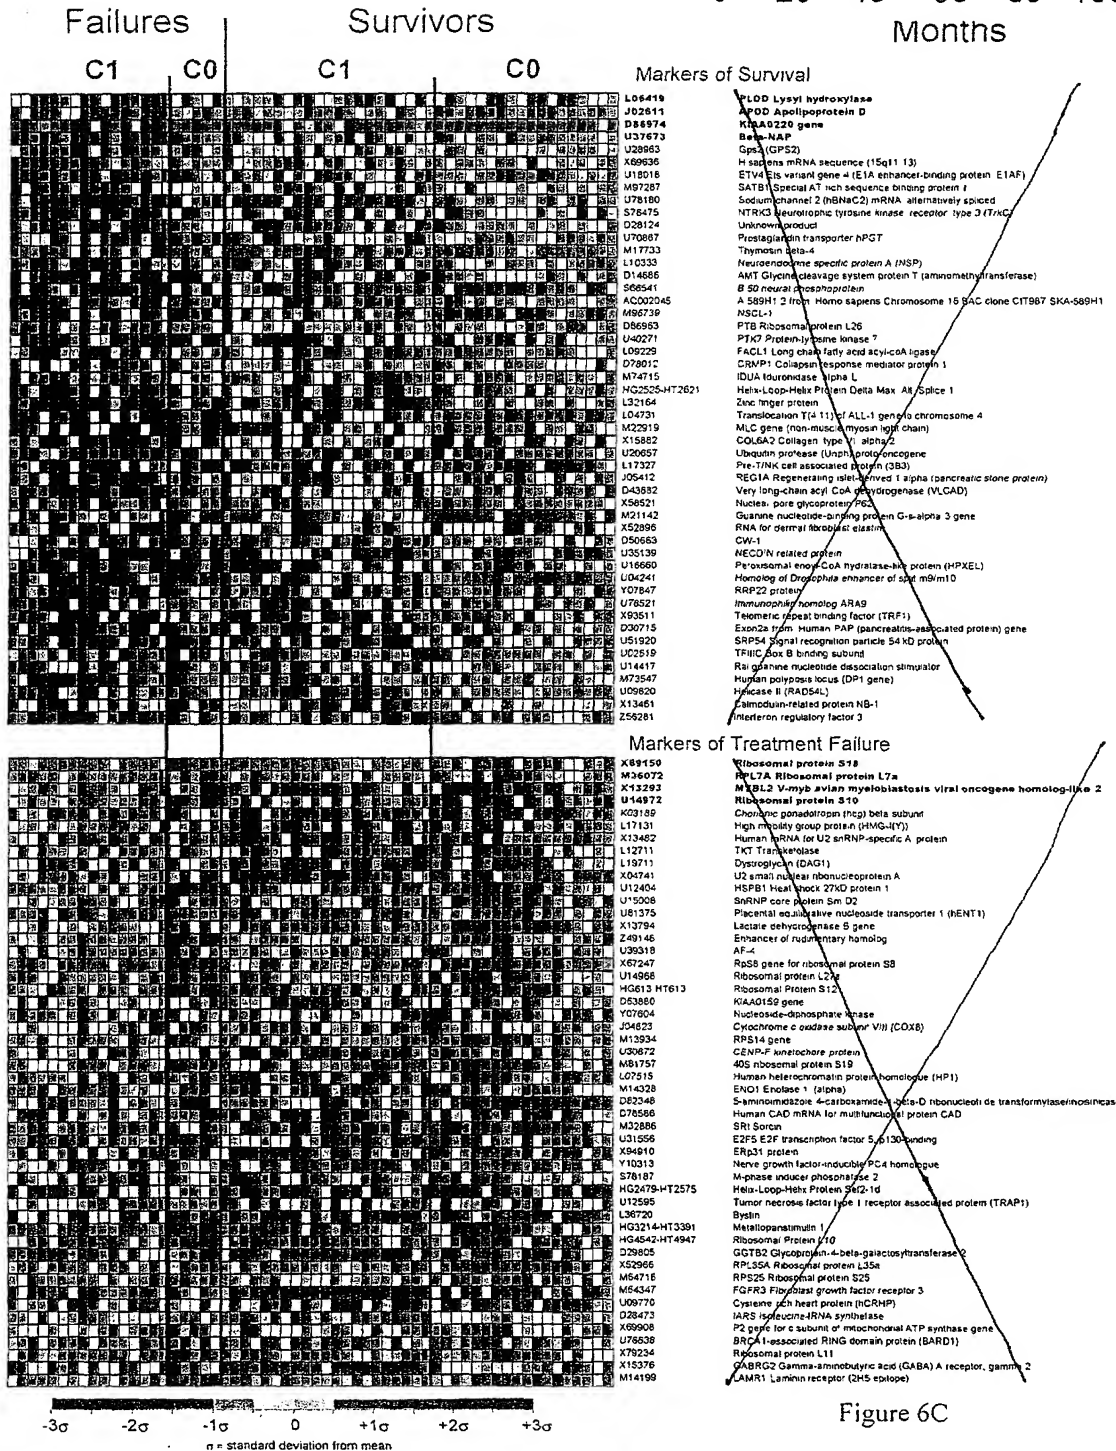 Failures Survivors
C1 C0 C1 C0
Months
Markers of Survival
L06419 PLOD Lysyl hydroxylase
J02611 APOD Apolipoprotein D
D86974 KIAA0220 gene
U37673 Beta-NAP
U28963 Gps2 (GPS2)
X69636 H sapiens mRNA sequence (15q11 13)
U18018 ETV4 Ets variant gene 4 (E1A enhancer-binding protein E1AF)
M97287 SATB1 Special AT rich sequence binding protein 1
U78180 Sodium channel 2 (hBNaC2) mRNA alternatively spliced
S76475 NTRK3 Neurotrophic tyrosine kinase receptor type 3 (TrkC)
D28124 Unknown product
U70867 Prostaglandin transporter hPGT
M17733 Thymosin beta-4
L10333 Neuroendocrine specific protein A (NSP)
D14686 AMT Glycine cleavage system protein T (aminomethyltransferase)
S66541 B 50 neural phosphoprotein
AC002045 A 589H1 2 from Homo sapiens Chromosome 16 BAC clone CIT987 SKA-589H1
M96739 NSCL-1
D86963 PTB Ribosomal protein L26
U40271 PTK7 Protein-tyrosine kinase 7
L09229 FACL1 Long chain fatty acid acyl-coA ligase
D78012 CRMP1 Collapsin response mediator protein 1
M74715 IDUA Iduronidase alpha L
HG2525-HT2621 Helix-Loop-Helix Protein Delta Max Alt Splice 1
L32164 Zinc finger protein
L04731 Translocation T(4 11) of ALL-1 gene to chromosome 4
M22919 MLC gene (non-muscle myosin light chain)
X15882 COL6A2 Collagen type VI alpha 2
U20657 Ubiquitin protease (Unph) proto-oncogene
L17327 Pre-T/NK cell associated protein (3B3)
J05412 REG1A Regenerating islet-derived 1 alpha (pancreatic stone protein)
D43682 Very long-chain acyl CoA dehydrogenase (VLCAD)
X58521 Nuclear pore glycoprotein P62
M21142 Guanine nucleotide-binding protein G-s-alpha 3 gene
X52896 RNA for dermal fibroblast elastin
D50663 CW-1
U35139 NECDIN related protein
U16660 Peroxisomal enoyl-CoA hydratase-like protein (HPXEL)
U04241 Homolog of Drosophila enhancer of split m9/m10
Y07847 RRP22 protein
U78521 Immunophilin homolog ARA9
X93511 Telomeric repeat binding factor (TRF1)
D30715 Exon2a from Human PAP (pancreatitis-associated protein) gene
U51920 SRP54 Signal recognition particle 54 kD protein
U02619 TFIIIC Box B binding subunit
U14417 Ral guanine nucleotide dissociation stimulator
M73547 Human polyposis locus (DP1 gene)
U09820 Helicase II (RAD54L)
X13461 Calmodulin-related protein NB-1
Z56281 Interferon regulatory factor 3
Markers of Treatment Failure
X69150 Ribosomal protein S18
M36072 RPL7A Ribosomal protein L7a
X13293 MYBL2 V-myb avian myeloblastosis viral oncogene homolog-like 2
U14972 Ribosomal protein S10
K03189 Chorionic gonadotropin (hcg) beta subunit
L17131 High mobility group protein (HMG-I(Y))
X13482 Human mRNA for U2 snRNP-specific A protein
L12711 TKT Transketolase
L19711 Dystroglycan (DAG1)
X04741 U2 small nuclear ribonucleoprotein A
U12404 HSPB1 Heat shock 27kD protein 1
U15008 SnRNP core protein Sm D2
U81375 Placental equilibrative nucleoside transporter 1 (hENT1)
X13794 Lactate dehydrogenase B gene
Z49148 Enhancer of rudimentary homolog
U39318 AF-4
X67247 RpS8 gene for ribosomal protein S8
U14968 Ribosomal protein L27a
HG613 HT613 Ribosomal Protein S12
D63880 KIAA0159 gene
Y07604 Nucleoside-diphosphate kinase
J04823 Cytochrome c oxidase subunit VIII (COX8)
M13934 RPS14 gene
U30872 CENP-F kinetochore protein
M81757 40S ribosomal protein S19
L07515 Human heterochromatin protein homologue (HP1)
M14328 ENO1 Enolase 1 (alpha)
D82348 5-aminoimidazole 4-carboxamide-1-beta-D ribonucleotide transformylase/inosinicas
D78586 Human CAD mRNA for multifunctional protein CAD
M32886 SRI Sorcin
U31556 E2F5 E2F transcription factor 5, p130-binding
X94910 ERp31 protein
Y10313 Nerve growth factor-inducible PC4 homologue
S78187 M-phase inducer phosphatase 2
HG2479-HT2575 Helix-Loop-Helix Protein Sef2-1d
U12595 Tumor necrosis factor type 1 receptor associated protein (TRAP1)
L36720 Bystin
HG3214-HT3391 Metallopanstimulin 1
HG4542-HT4947 Ribosomal Protein L10
D29805 GGTB2 Glycoprotein-4-beta-galactosyltransferase 2
X52966 RPL35A Ribosomal protein L35a
M64716 RPS25 Ribosomal protein S25
M64347 FGFR3 Fibroblast growth factor receptor 3
U09770 Cysteine rich heart protein (hCRHP)
D28473 IARS Isoleucine-tRNA synthetase
X69908 P2 gene for c subunit of mitochondrial ATP synthase gene
U76638 BRCA1-associated RING domain protein (BARD1)
X79234 Ribosomal protein L11
X15376 GABRG2 Gamma-aminobutyric acid (GABA) A receptor, gamma 2
M14199 LAMR1 Laminin receptor (2H5 epitope)
-3σ -2σ -1σ 0 +1σ +2σ +3σ
σ = standard deviation from mean
Figure 6C